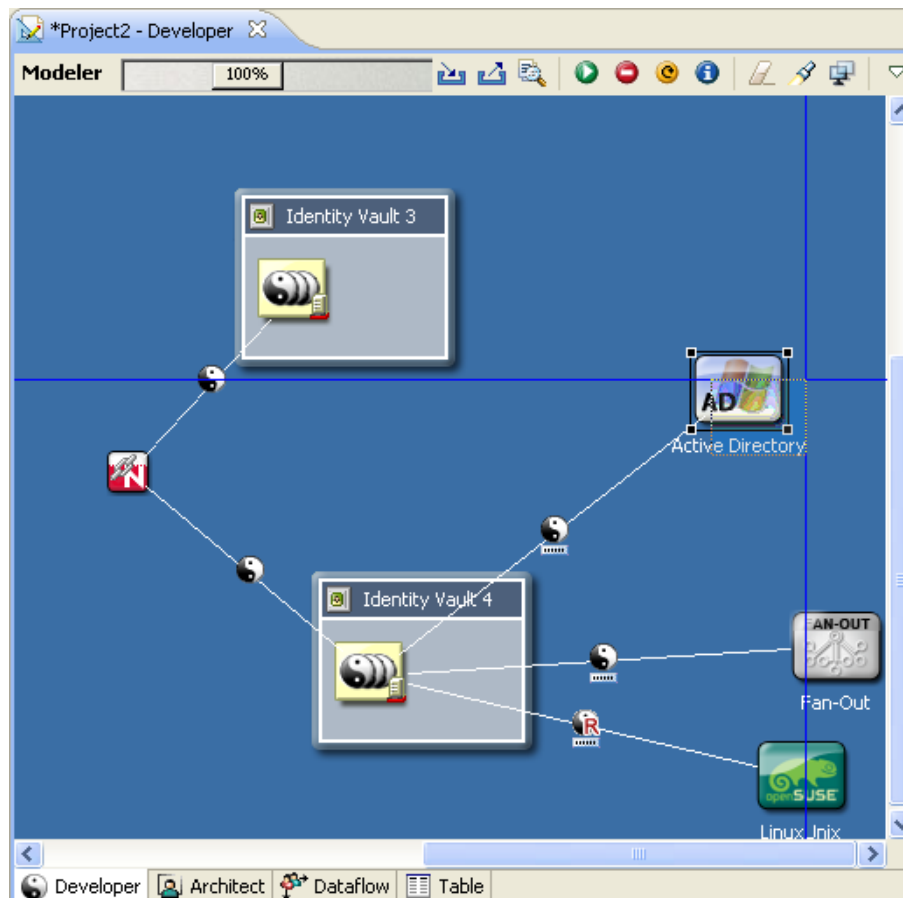 *Project2 - Developer
Modeler 100%
Identity Vault 3
AD
Active Directory
N
Identity Vault 4
FAN-OUT
Fan-Out
R
openSUSE
Linux Unix
Developer Architect Dataflow Table